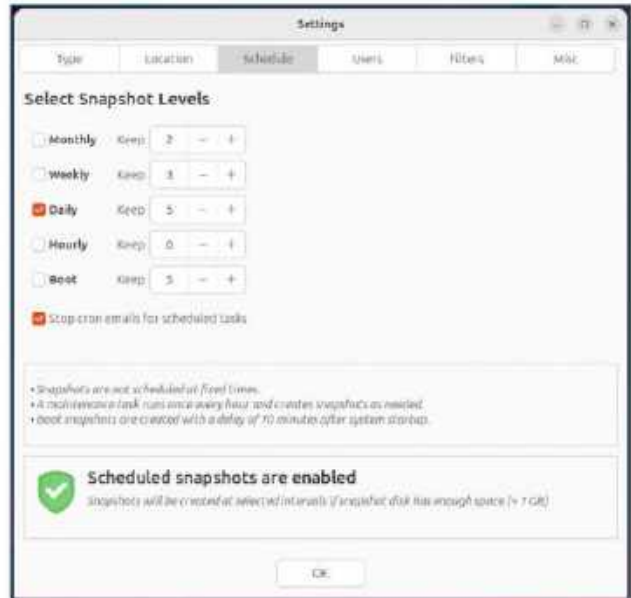 Settings
Type Location Schedule Users Filters Misc
Select Snapshot Levels
Monthly Keep 2 − +
Weekly Keep 3 − +
Daily Keep 5 − +
Hourly Keep 0 − +
Boot Keep 5 − +
Stop cron emails for scheduled tasks
• Snapshots are not scheduled at fixed times.
• A maintenance task runs once every hour and creates snapshots as needed.
• Boot snapshots are created with a delay of 10 minutes after system startup.
Scheduled snapshots are enabled
Snapshots will be created at selected intervals if snapshot disk has enough space (> 1 GB)
OK